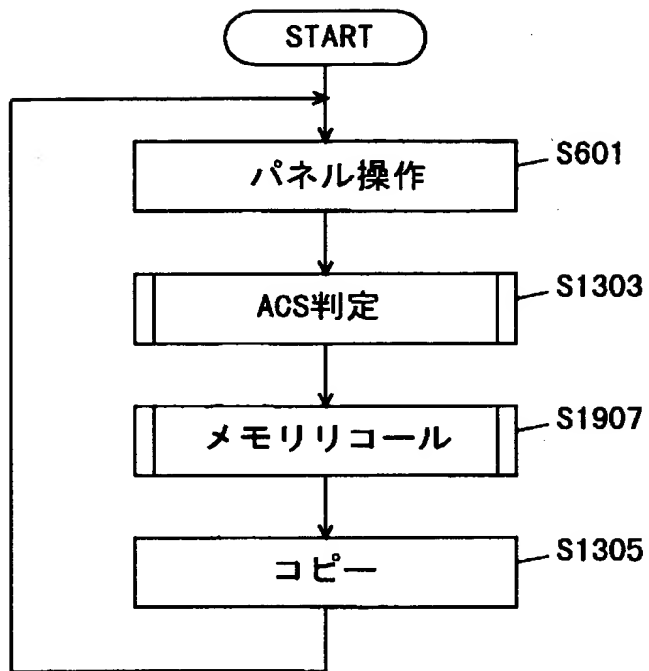 START
パネル操作
S601
ACS判定
S1303
メモリリコール
S1907
コピー
S1305